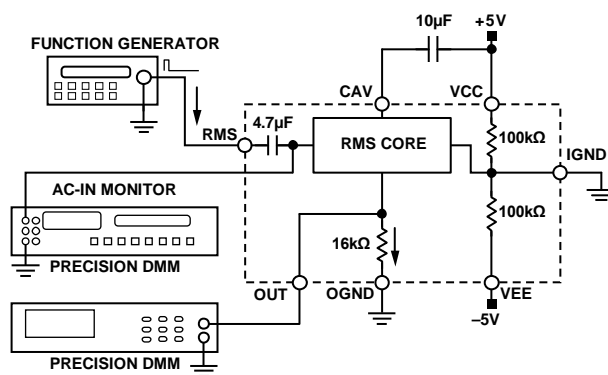 10µF
+5V
FUNCTION GENERATOR
CAV
VCC
4.7µF
RMS
RMS CORE
100kΩ
IGND
AC-IN MONITOR
100kΩ
16kΩ
PRECISION DMM
OUT
OGND
VEE
–5V
PRECISION DMM